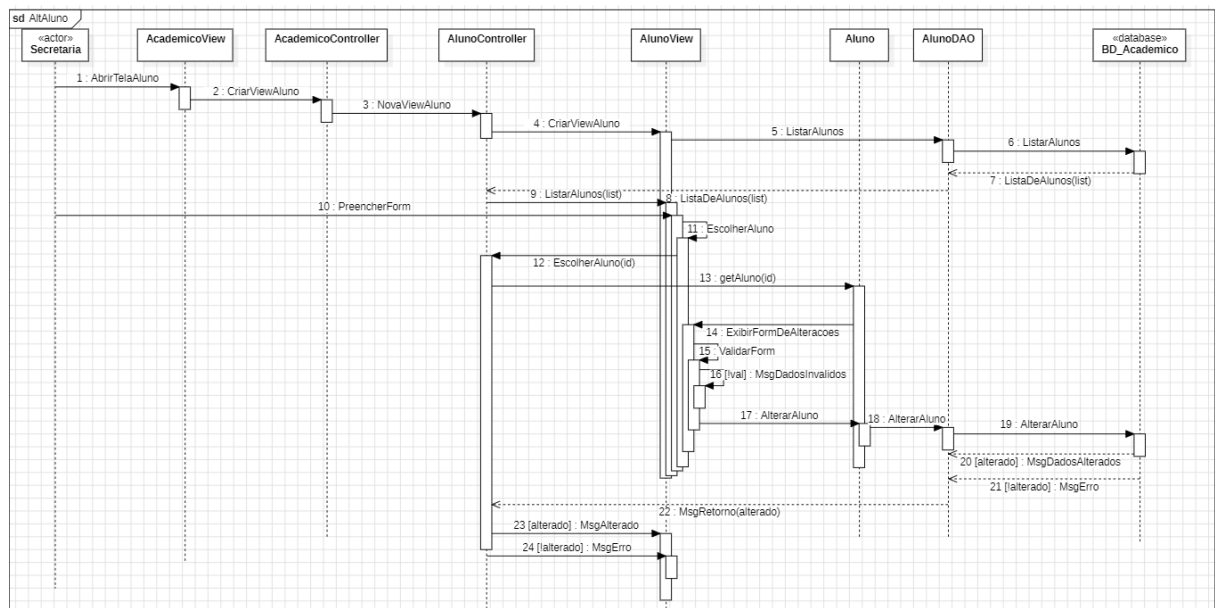 sd AltAluno
«actor»
Secretaria
AcademicoView
AcademicoController
AlunoController
AlunoView
Aluno
AlunoDAO
«database»
BD_Academico
1 : AbrirTelaAluno
2 : CriarViewAluno
3 : NovaViewAluno
4 : CriarViewAluno
5 : ListarAlunos
6 : ListarAlunos
7 : ListaDeAlunos(list)
8 : ListaDeAlunos(list)
9 : ListarAlunos(list)
10 : PreencherForm
11 : EscolherAluno
12 : EscolherAluno(id)
13 : getAluno(id)
14 : ExibirFormDeAlteracoes
15 : ValidarForm
16 [!val] : MsgDadosInvalidos
17 : AlterarAluno
18 : AlterarAluno
19 : AlterarAluno
20 [alterado] : MsgDadosAlterados
21 [!alterado] : MsgErro
22 : MsgRetorno(alterado)
23 [alterado] : MsgAlterado
24 [!alterado] : MsgErro